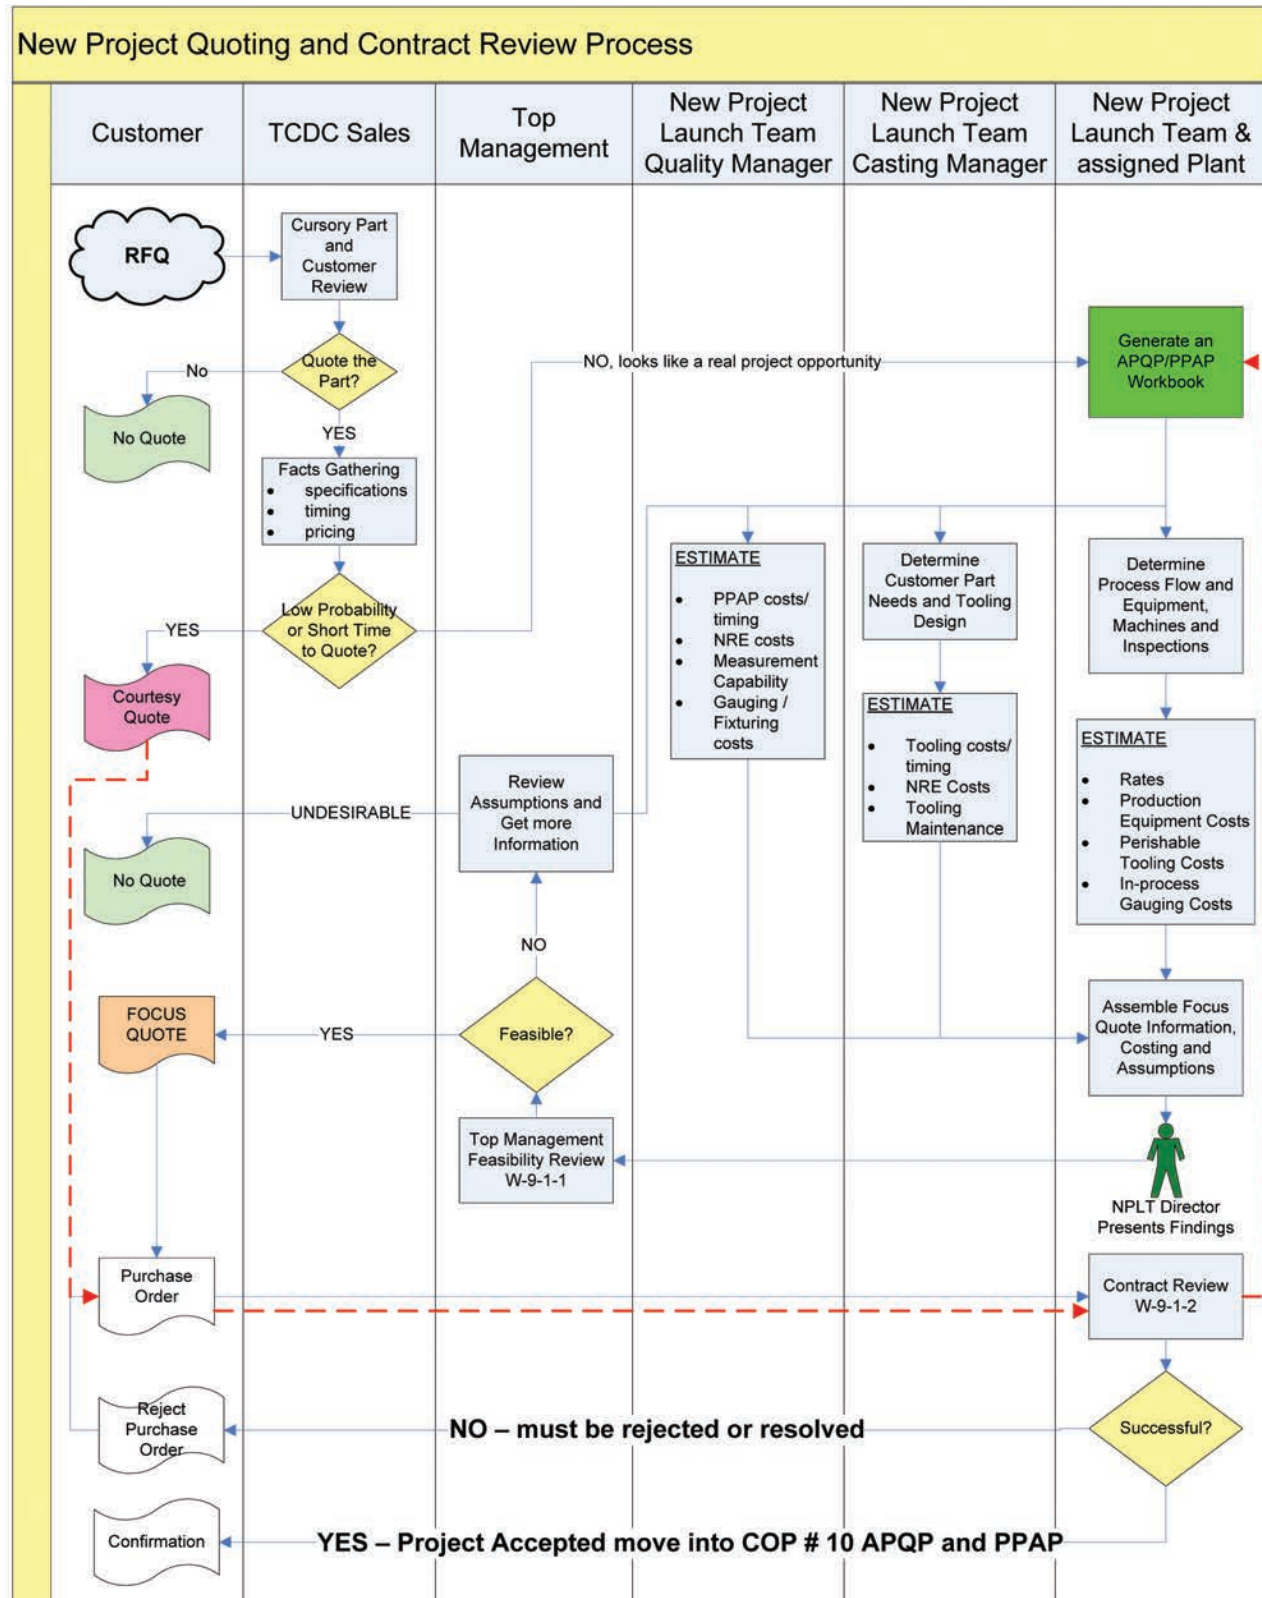 New Project Quoting and Contract Review Process
Customer
TCDC Sales
Top
Management
New Project
Launch Team
Quality Manager
New Project
Launch Team
Casting Manager
New Project
Launch Team &
assigned Plant
RFQ
Cursory Part
and
Customer
Review
Quote the
Part?
No
No Quote
YES
NO, looks like a real project opportunity
Generate an
APQP/PPAP
Workbook
Facts Gathering
• specifications
• timing
• pricing
Low Probability
or Short Time
to Quote?
YES
Courtesy
Quote
ESTIMATE
• PPAP costs/
timing
• NRE costs
• Measurement
Capability
• Gauging /
Fixturing
costs
Determine
Customer Part
Needs and Tooling
Design
ESTIMATE
• Tooling costs/
timing
• NRE Costs
• Tooling
Maintenance
Determine
Process Flow and
Equipment,
Machines and
Inspections
ESTIMATE
• Rates
• Production
Equipment Costs
• Perishable
Tooling Costs
• In-process
Gauging Costs
Review
Assumptions and
Get more
Information
UNDESIRABLE
No Quote
NO
Feasible?
YES
FOCUS
QUOTE
Assemble Focus
Quote Information,
Costing and
Assumptions
Top Management
Feasibility Review
W-9-1-1
NPLT Director
Presents Findings
Purchase
Order
Contract Review
W-9-1-2
Successful?
NO – must be rejected or resolved
Reject
Purchase
Order
YES – Project Accepted move into COP # 10 APQP and PPAP
Confirmation